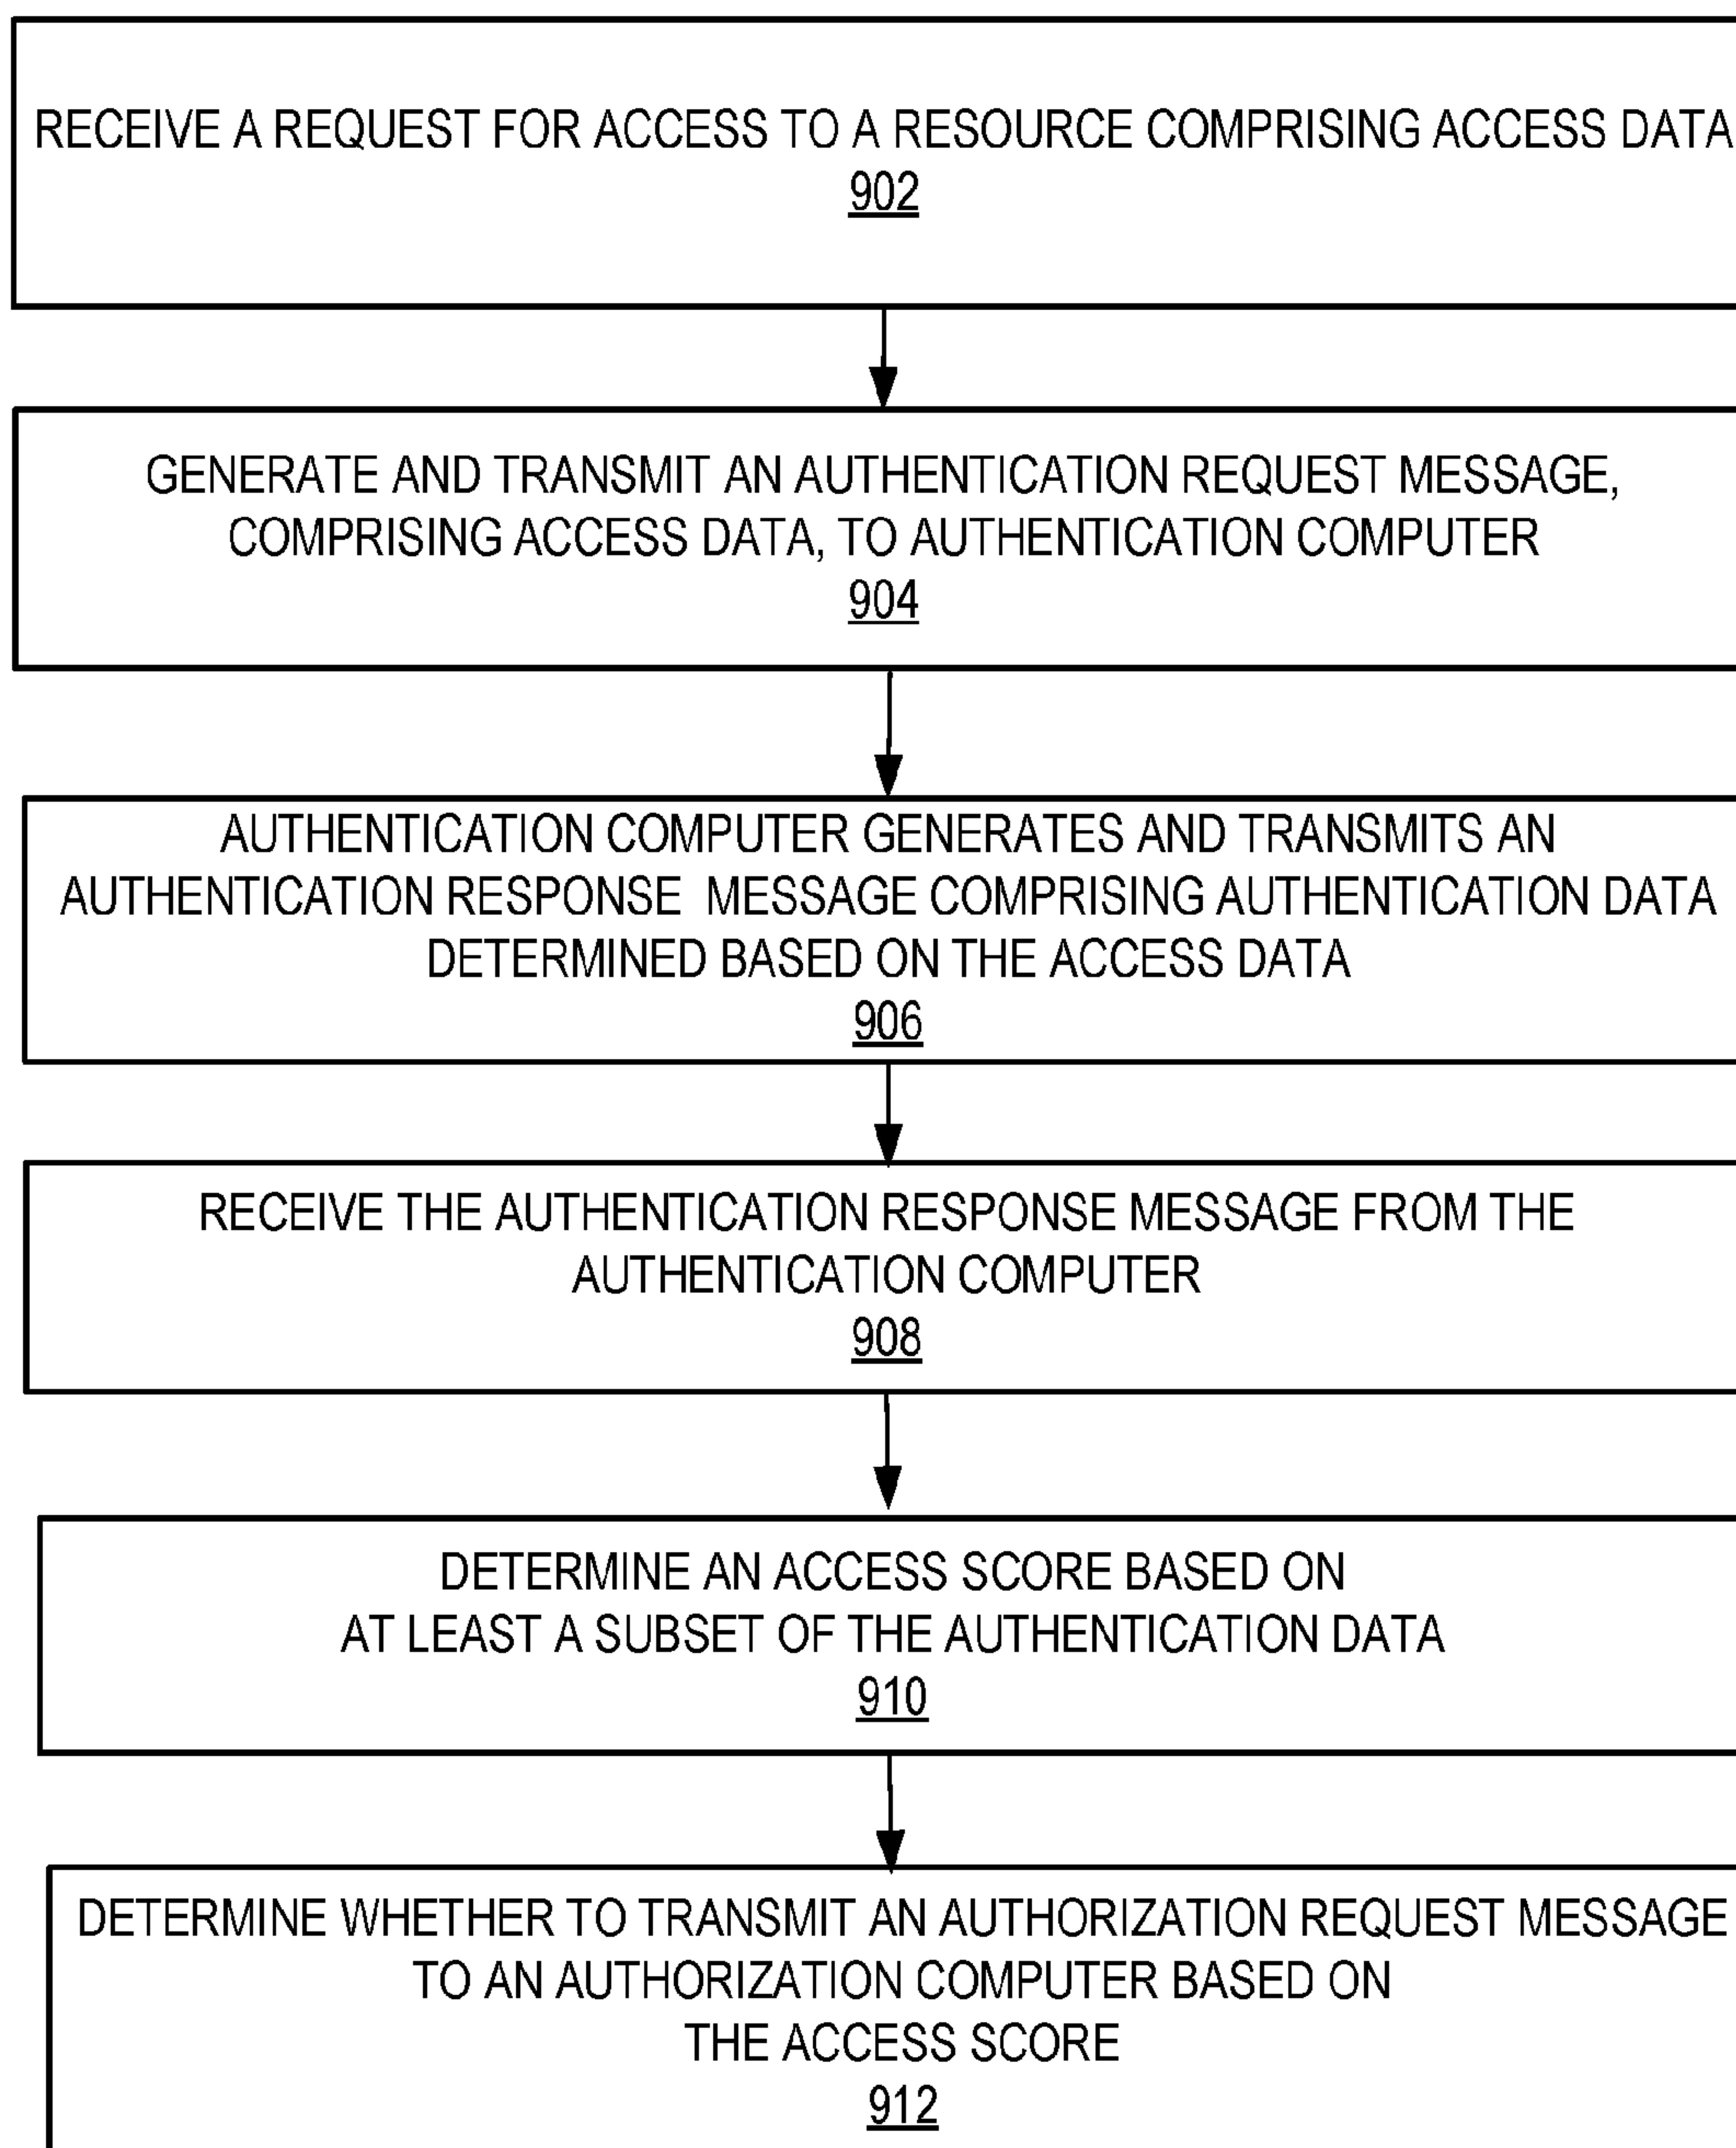 RECEIVE A REQUEST FOR ACCESS TO A RESOURCE COMPRISING ACCESS DATA
902
GENERATE AND TRANSMIT AN AUTHENTICATION REQUEST MESSAGE,
COMPRISING ACCESS DATA, TO AUTHENTICATION COMPUTER
904
AUTHENTICATION COMPUTER GENERATES AND TRANSMITS AN
AUTHENTICATION RESPONSE MESSAGE COMPRISING AUTHENTICATION DATA
DETERMINED BASED ON THE ACCESS DATA
906
RECEIVE THE AUTHENTICATION RESPONSE MESSAGE FROM THE
AUTHENTICATION COMPUTER
908
DETERMINE AN ACCESS SCORE BASED ON
AT LEAST A SUBSET OF THE AUTHENTICATION DATA
910
DETERMINE WHETHER TO TRANSMIT AN AUTHORIZATION REQUEST MESSAGE
TO AN AUTHORIZATION COMPUTER BASED ON
THE ACCESS SCORE
912